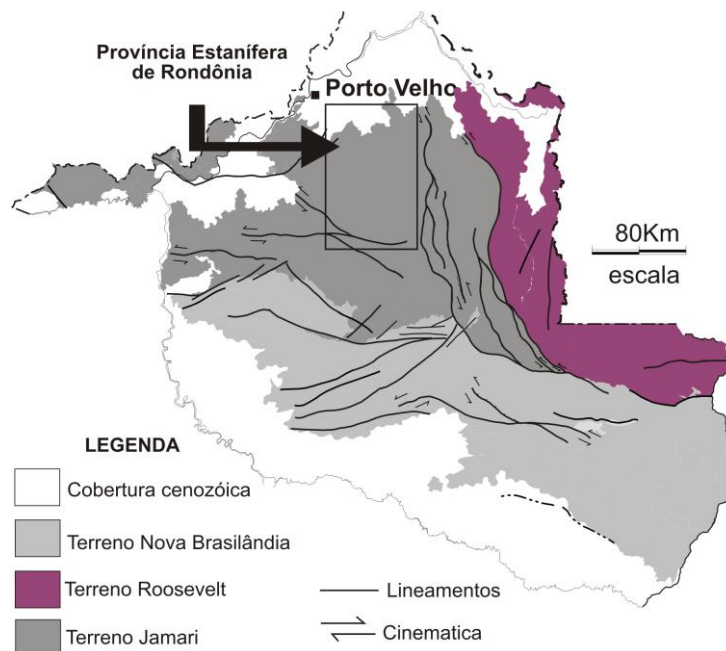 Província Estanífera
de Rondônia
Porto Velho
80Km
escala
LEGENDA
Cobertura cenozóica
Terreno Nova Brasilândia
Terreno Roosevelt
Terreno Jamari
Lineamentos
Cinematica